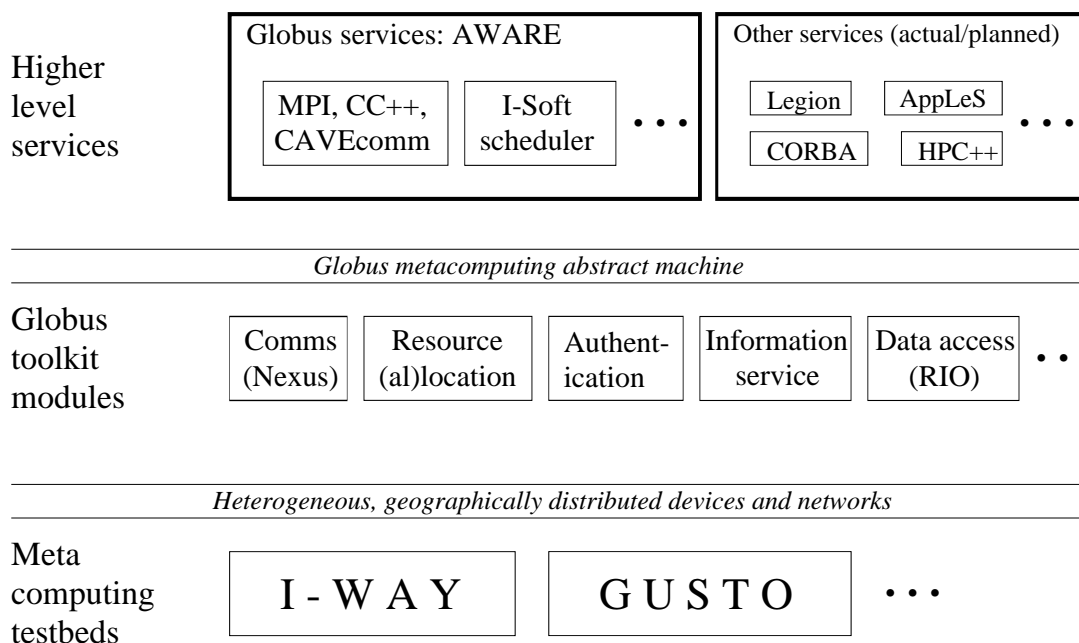 Higher
level
services
Globus services: AWARE
MPI, CC++,
CAVEcomm
I-Soft
scheduler
• • •
Other services (actual/planned)
Legion
AppLeS
CORBA
HPC++
• • •
Globus metacomputing abstract machine
Globus
toolkit
modules
Comms
(Nexus)
Resource
(al)location
Authent-
ication
Information
service
Data access
(RIO)
• •
Heterogeneous, geographically distributed devices and networks
Meta
computing
testbeds
I - W A Y
G U S T O
• • •